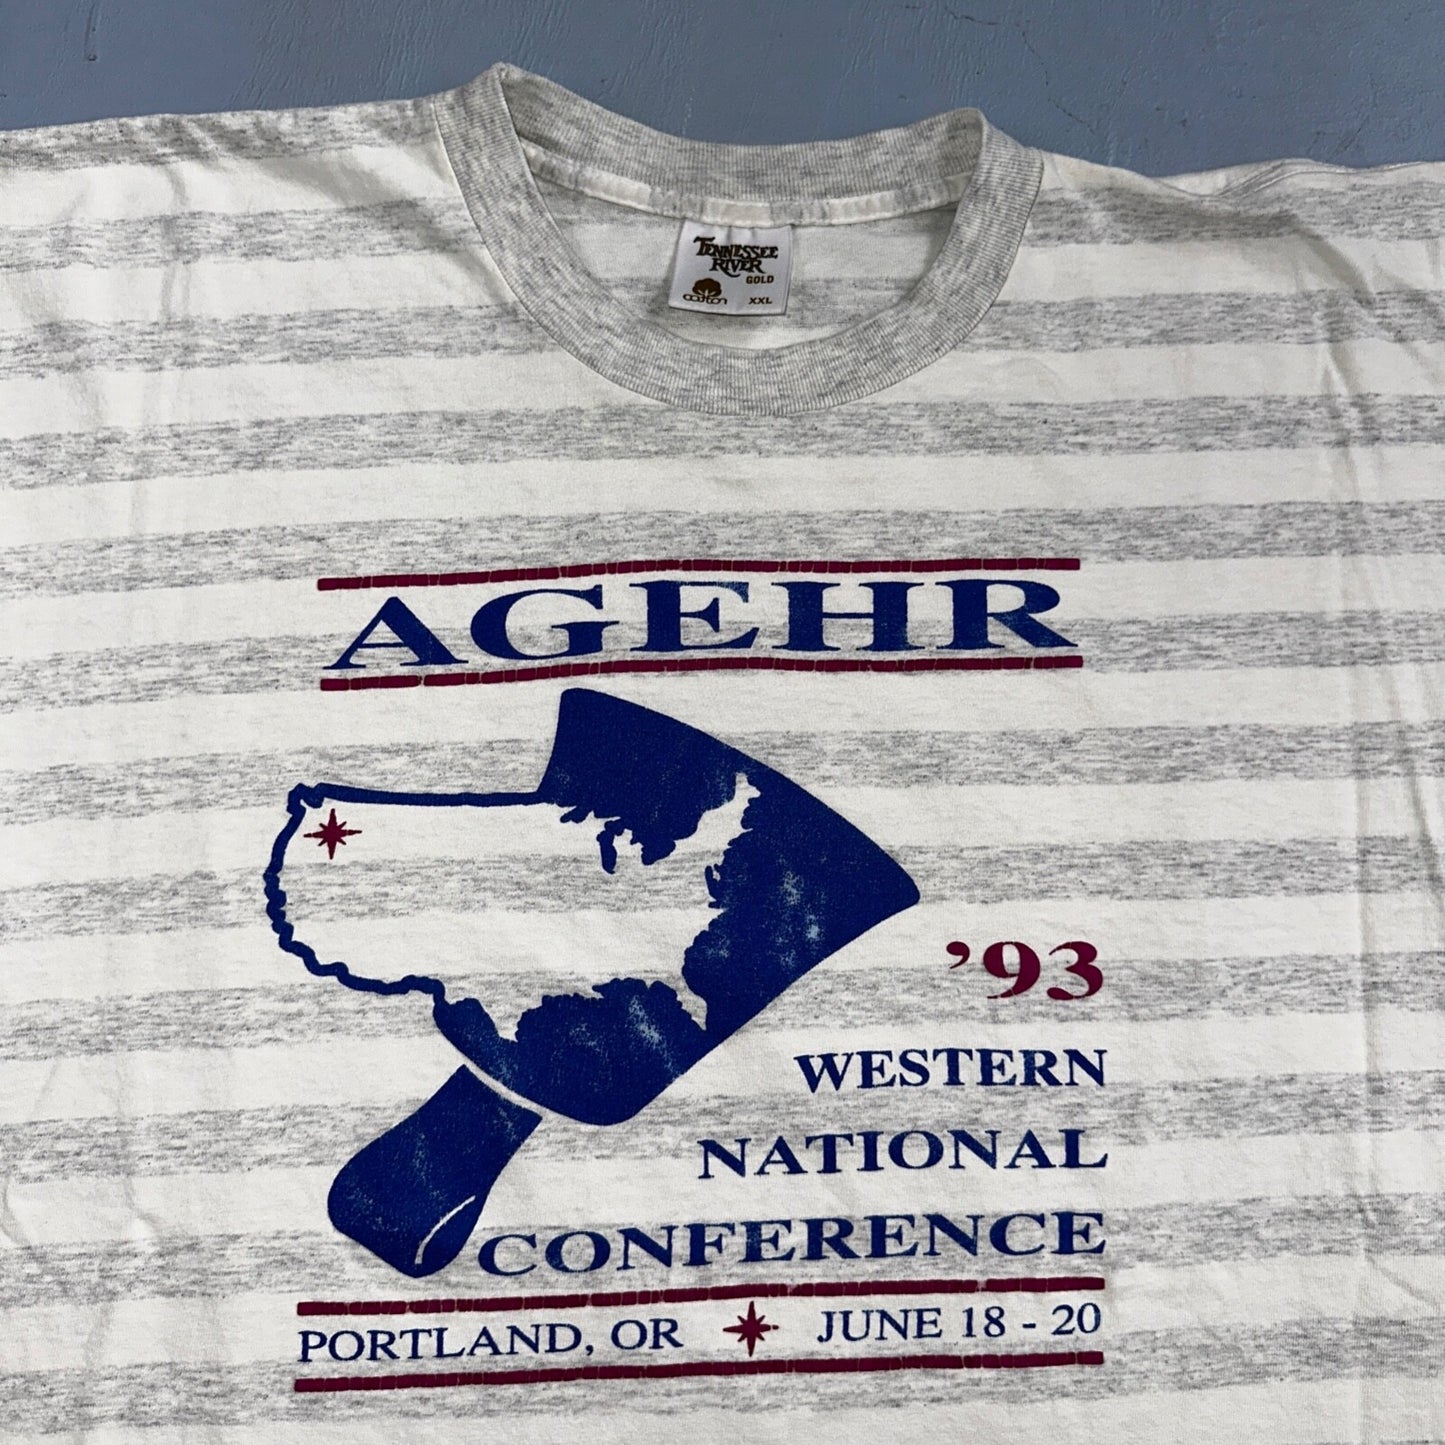 TENNESSEE
RIVER
GOLD
cotton XXL
AGEHR
’93
WESTERN
NATIONAL
CONFERENCE
PORTLAND, OR JUNE 18 - 20